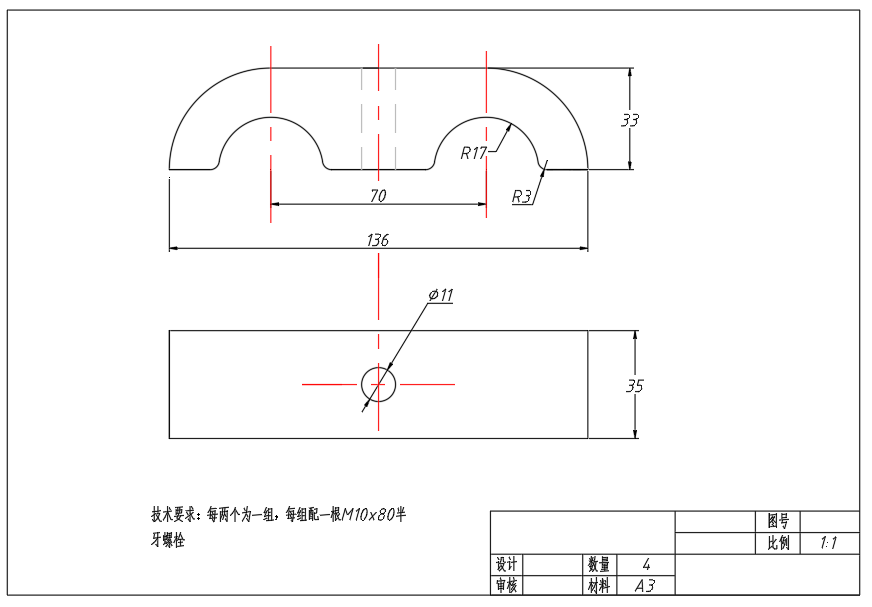 33
R17
R3
70
136
ϕ11
35
技术要求：每两个为一组，每组配一根M10x80半
牙螺栓
图号
比例 1:1
设计 数量 4
审核 材料 A3